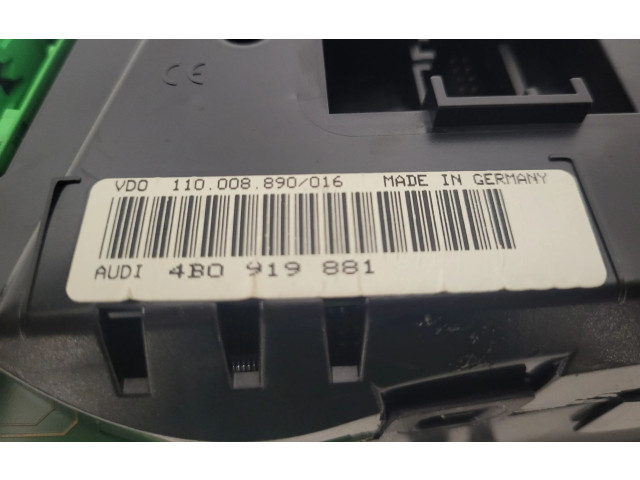 CE
VDO 110.008.890/016 MADE IN GERMANY
AUDI 4B0 919 881